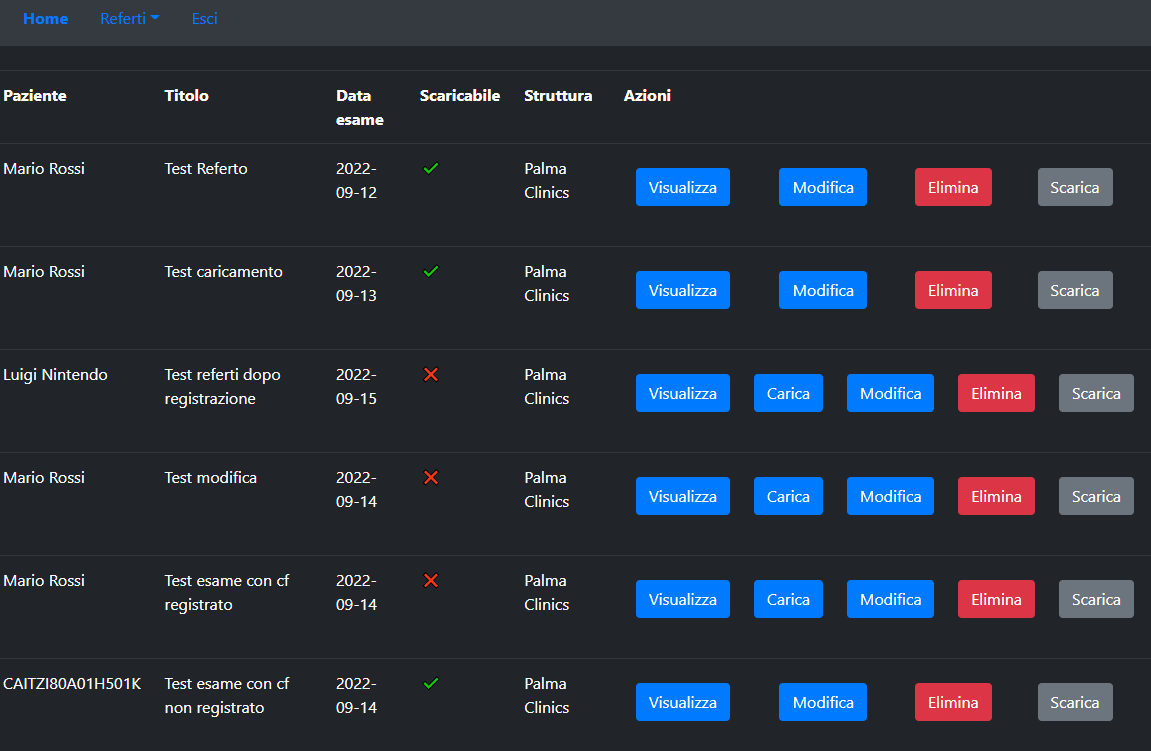 Home Referti Esci
Paziente Titolo Data esame Scaricabile Struttura Azioni
Mario Rossi Test Referto 2022-09-12 Palma Clinics Visualizza Modifica Elimina Scarica
Mario Rossi Test caricamento 2022-09-13 Palma Clinics Visualizza Modifica Elimina Scarica
Luigi Nintendo Test referti dopo registrazione 2022-09-15 Palma Clinics Visualizza Carica Modifica Elimina Scarica
Mario Rossi Test modifica 2022-09-14 Palma Clinics Visualizza Carica Modifica Elimina Scarica
Mario Rossi Test esame con cf registrato 2022-09-14 Palma Clinics Visualizza Carica Modifica Elimina Scarica
CAITZI80A01H501K Test esame con cf non registrato 2022-09-14 Palma Clinics Visualizza Modifica Elimina Scarica